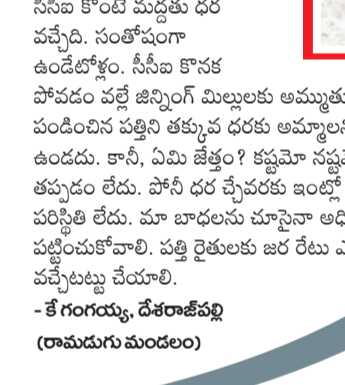 సీసీఐ కొంటే మద్దతు ధర
వచ్చేది. సంతోషంగా
ఉండేటోళ్లం. సీసీఐ కొనక
పోవడం వల్లే జిన్నింగ్ మిల్లులకు అమ్ముతు
పండించిన పత్తిని తక్కువ ధరకు అమ్మాల
ఉండదు. కానీ, ఏమి జేత్తం? కష్టమో నష్ట
తప్పడం లేదు. పోనీ ధర చ్చేవరకు ఇంట్లో
పరిస్థితి లేదు. మా బాధలను చూసైనా అధి
పట్టించుకోవాలి. పత్తి రైతులకు జర రేటు ఎ
వచ్చేటట్టు చేయాలి.
- కే గంగయ్య, దేశరాజ్‌పల్లి
(రామడుగు మండలం)